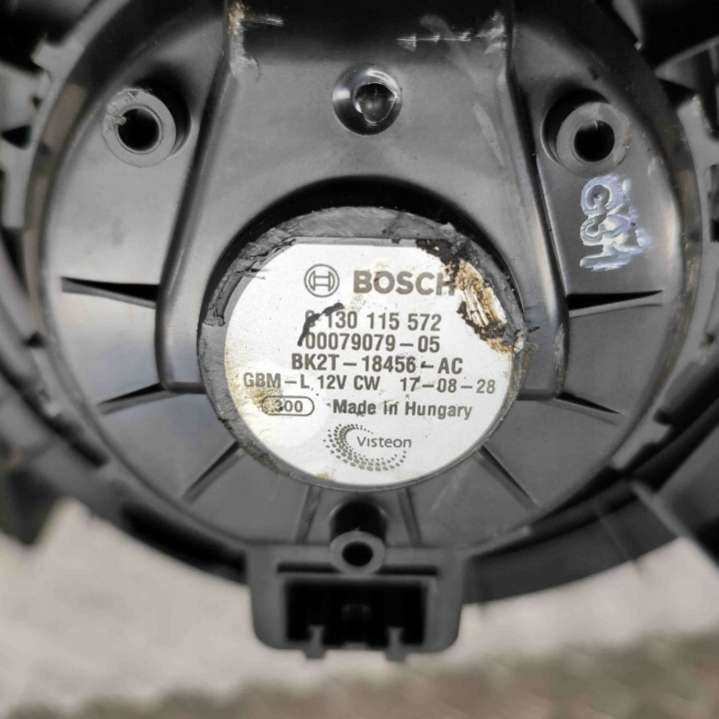 BOSCH
130 115 572
00079079-05
BK2T-18456-AC
GBM-L 12V CW 17-08-28
300 Made in Hungary
Visteon